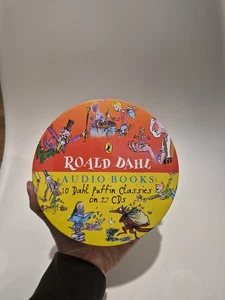 ROALD DAHL
AUDIO BOOKS
10 Dahl Puffin Classics
on 27 CDs